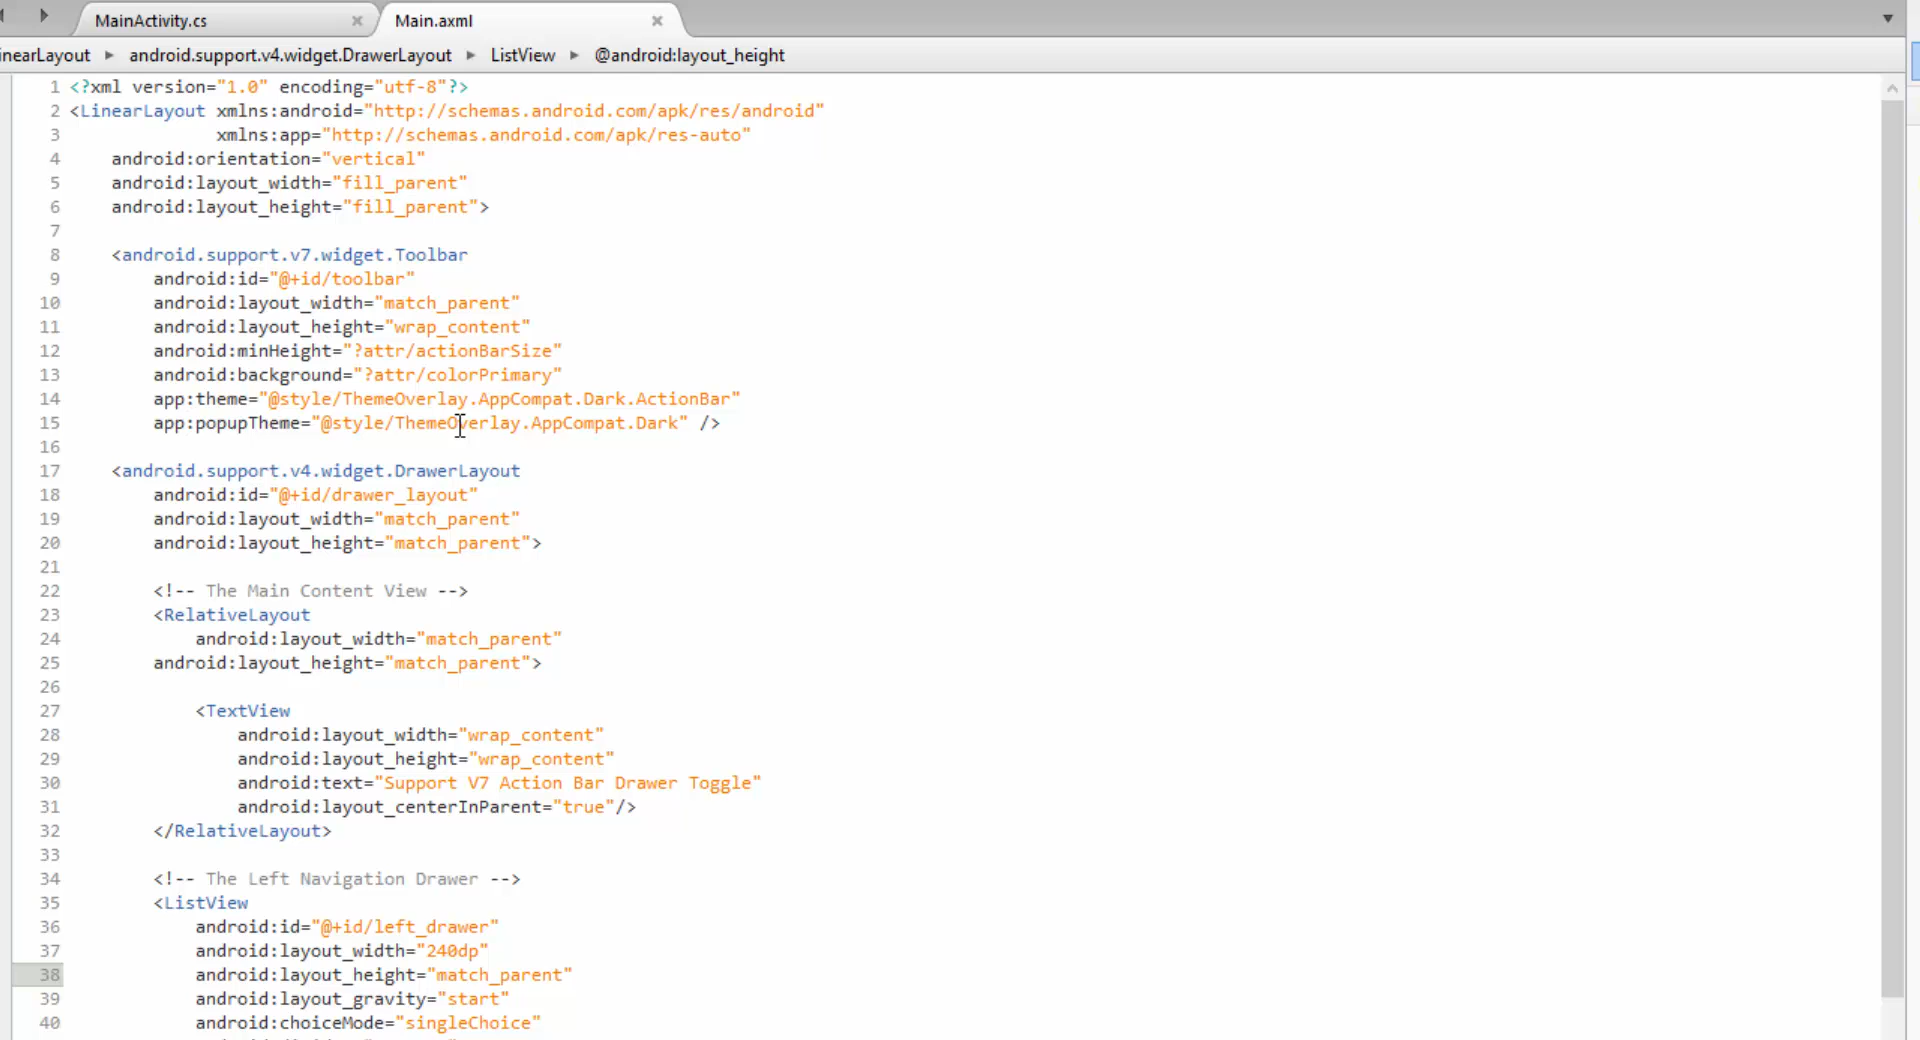 MainActivity.cs × Main.axml ×
inearLayout ▸ android.support.v4.widget.DrawerLayout ▸ ListView ▸ @android:layout_height
1 <?xml version="1.0" encoding="utf-8"?>
2 <LinearLayout xmlns:android="http://schemas.android.com/apk/res/android"
3 xmlns:app="http://schemas.android.com/apk/res-auto"
4 android:orientation="vertical"
5 android:layout_width="fill_parent"
6 android:layout_height="fill_parent">
7
8 <android.support.v7.widget.Toolbar
9 android:id="@+id/toolbar"
10 android:layout_width="match_parent"
11 android:layout_height="wrap_content"
12 android:minHeight="?attr/actionBarSize"
13 android:background="?attr/colorPrimary"
14 app:theme="@style/ThemeOverlay.AppCompat.Dark.ActionBar"
15 app:popupTheme="@style/ThemeOverlay.AppCompat.Dark" />
16
17 <android.support.v4.widget.DrawerLayout
18 android:id="@+id/drawer_layout"
19 android:layout_width="match_parent"
20 android:layout_height="match_parent">
21
22 <!-- The Main Content View -->
23 <RelativeLayout
24 android:layout_width="match_parent"
25 android:layout_height="match_parent">
26
27 <TextView
28 android:layout_width="wrap_content"
29 android:layout_height="wrap_content"
30 android:text="Support V7 Action Bar Drawer Toggle"
31 android:layout_centerInParent="true"/>
32 </RelativeLayout>
33
34 <!-- The Left Navigation Drawer -->
35 <ListView
36 android:id="@+id/left_drawer"
37 android:layout_width="240dp"
38 android:layout_height="match_parent"
39 android:layout_gravity="start"
40 android:choiceMode="singleChoice"